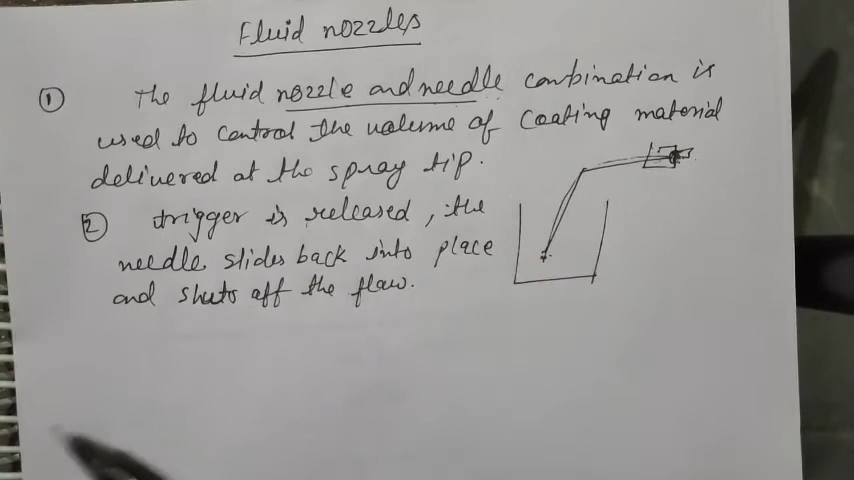 Fluid nozzles
① The fluid nozzle and needle combination is
used to control the volume of coating material
delivered at the spray tip.
② trigger is released, the
needle slides back into place
and shuts off the flow.